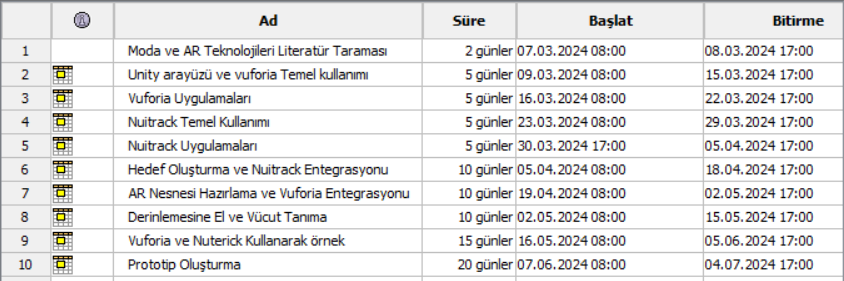 Ad Süre Başlat Bitirme
1 Moda ve AR Teknolojileri Literatür Taraması 2 günler 07.03.2024 08:00 08.03.2024 17:00
2 Unity arayüzü ve vuforia Temel kullanımı 5 günler 09.03.2024 08:00 15.03.2024 17:00
3 Vuforia Uygulamaları 5 günler 16.03.2024 08:00 22.03.2024 17:00
4 Nuitrack Temel Kullanımı 5 günler 23.03.2024 08:00 29.03.2024 17:00
5 Nuitrack Uygulamaları 5 günler 30.03.2024 17:00 05.04.2024 17:00
6 Hedef Oluşturma ve Nuitrack Entegrasyonu 10 günler 05.04.2024 08:00 18.04.2024 17:00
7 AR Nesnesi Hazırlama ve Vuforia Entegrasyonu 10 günler 19.04.2024 08:00 02.05.2024 17:00
8 Derinlemesine El ve Vücut Tanıma 10 günler 02.05.2024 08:00 15.05.2024 17:00
9 Vuforia ve Nuterick Kullanarak örnek 15 günler 16.05.2024 08:00 05.06.2024 17:00
10 Prototip Oluşturma 20 günler 07.06.2024 08:00 04.07.2024 17:00